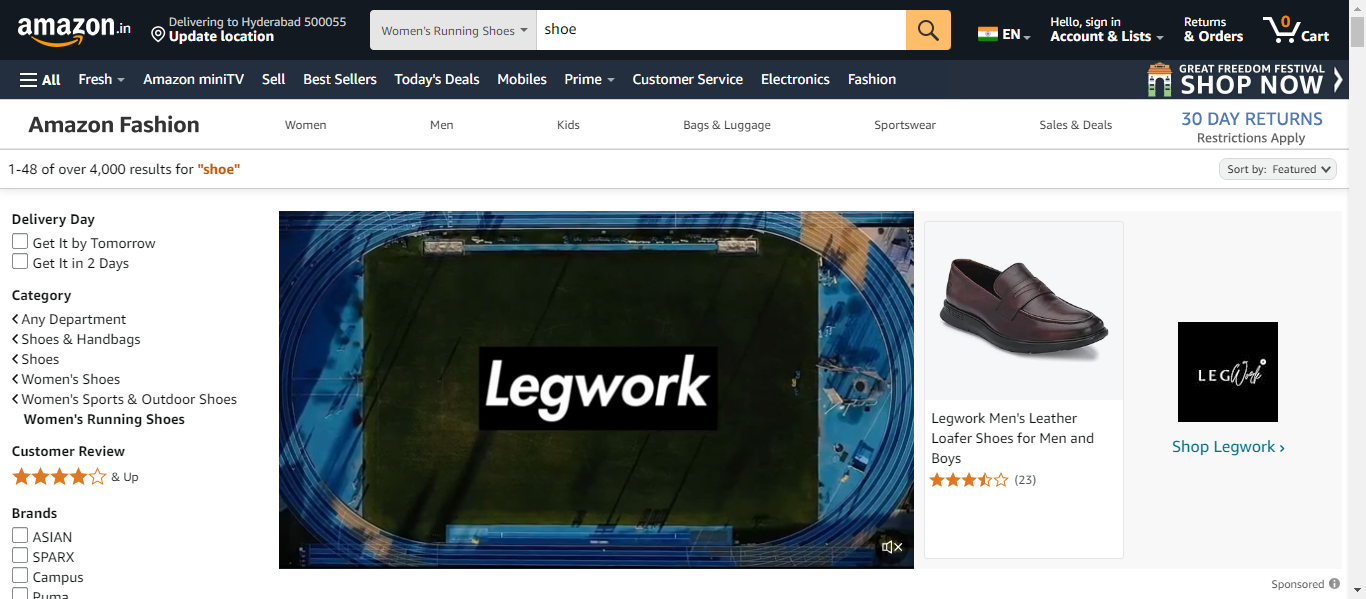 amazon.in
Delivering to Hyderabad 500055
Update location
Women's Running Shoes
shoe
EN
Hello, sign in
Account & Lists
Returns
& Orders
0
Cart
All
Fresh
Amazon miniTV
Sell
Best Sellers
Today's Deals
Mobiles
Prime
Customer Service
Electronics
Fashion
GREAT FREEDOM FESTIVAL
SHOP NOW
Amazon Fashion
Women
Men
Kids
Bags & Luggage
Sportswear
Sales & Deals
30 DAY RETURNS
Restrictions Apply
1-48 of over 4,000 results for "shoe"
Sort by: Featured
Delivery Day
Get It by Tomorrow
Get It in 2 Days
Category
Any Department
Shoes & Handbags
Shoes
Women's Shoes
Women's Sports & Outdoor Shoes
Women's Running Shoes
Customer Review
& Up
Brands
ASIAN
SPARX
Campus
Puma
Legwork
Legwork Men's Leather
Loafer Shoes for Men and
Boys
(23)
LEGWork
Shop Legwork ›
Sponsored